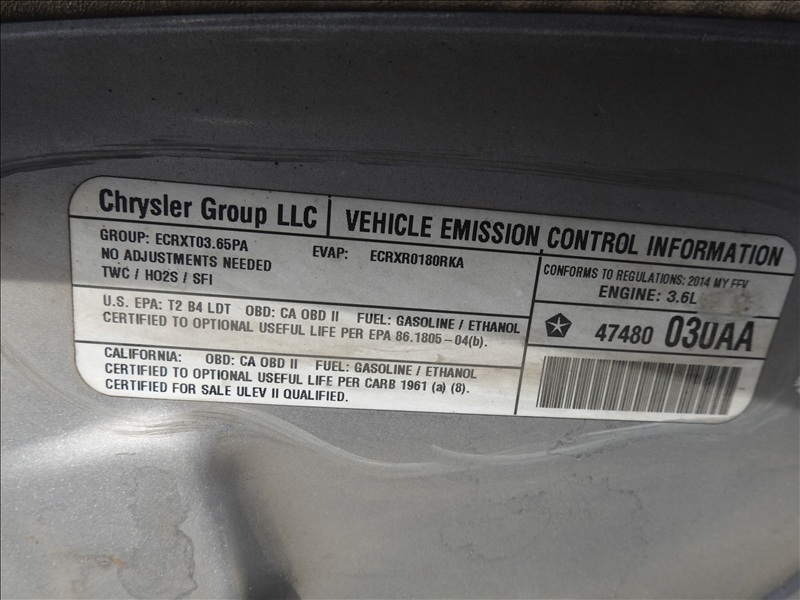 Chrysler Group LLC
VEHICLE EMISSION CONTROL INFORMATION
GROUP: ECRXT03.65PA
EVAP: ECRXR0180RKA
NO ADJUSTMENTS NEEDED
TWC / HO2S / SFI
CONFORMS TO REGULATIONS: 2014 MY FFV
ENGINE: 3.6L
U.S. EPA: T2 B4 LDT OBD: CA OBD II FUEL: GASOLINE / ETHANOL
CERTIFIED TO OPTIONAL USEFUL LIFE PER EPA 86.1805-04(b).
47480 03UAA
CALIFORNIA: OBD: CA OBD II FUEL: GASOLINE / ETHANOL
CERTIFIED TO OPTIONAL USEFUL LIFE PER CARB 1961 (a) (8).
CERTIFIED FOR SALE ULEV II QUALIFIED.